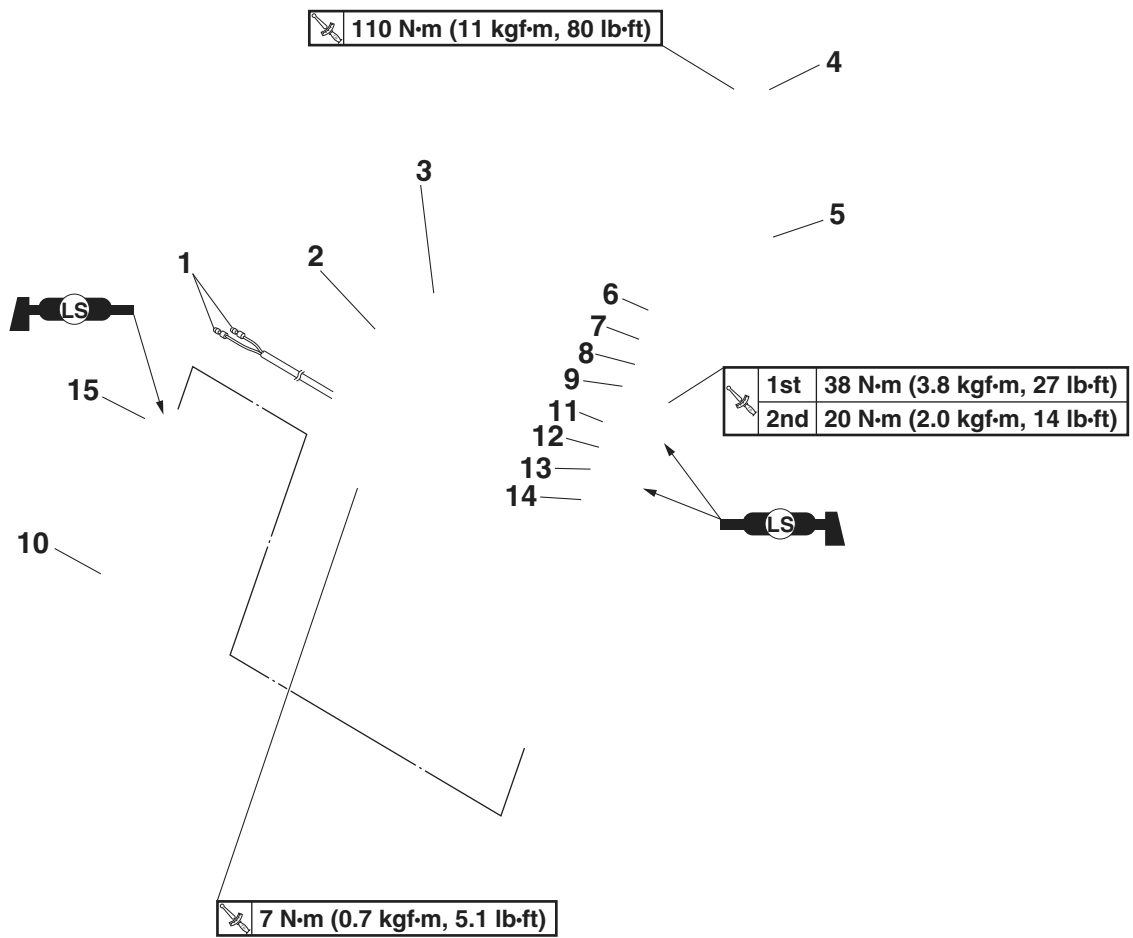 110 N•m (11 kgf•m, 80 lb•ft)
4
3
5
1
2
6
LS
7
8
15
9
1st 38 N•m (3.8 kgf•m, 27 lb•ft)
11
2nd 20 N•m (2.0 kgf•m, 14 lb•ft)
12
13
14
LS
10
7 N•m (0.7 kgf•m, 5.1 lb•ft)